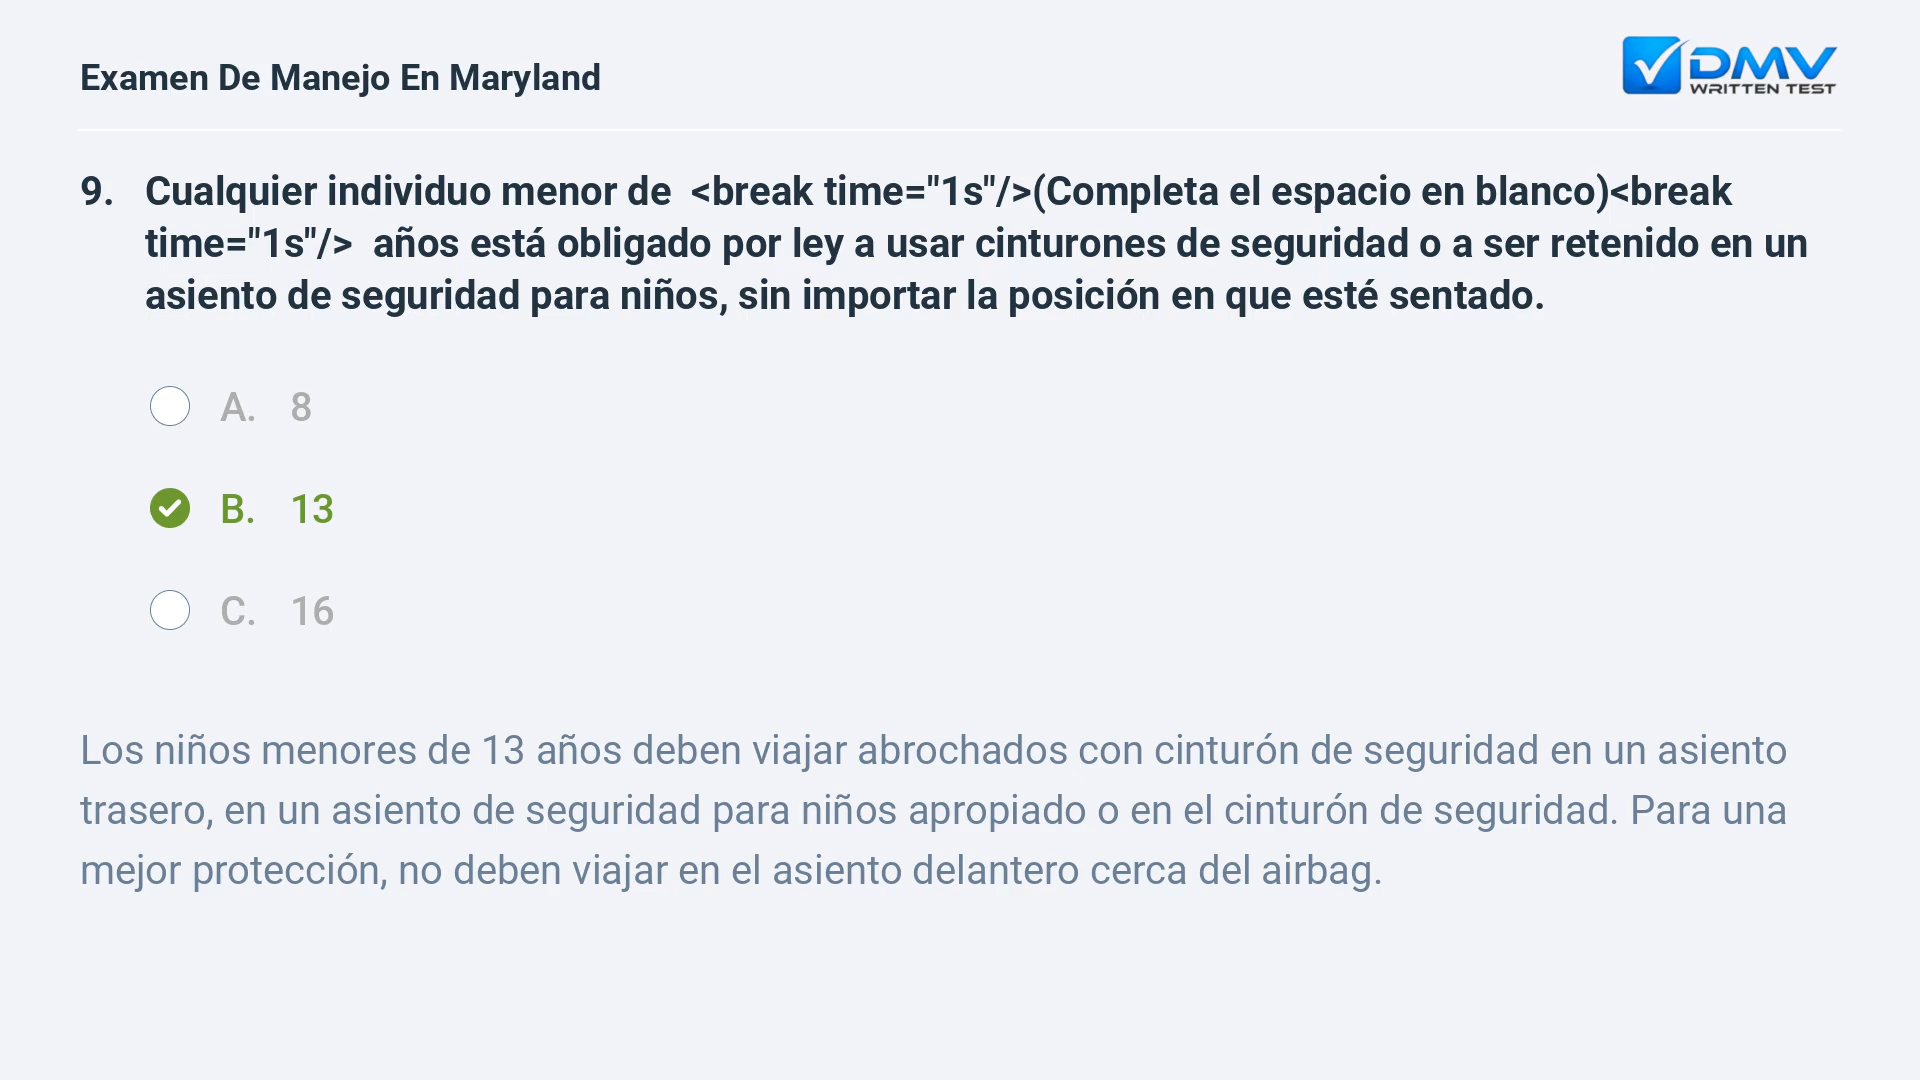 Examen De Manejo En Maryland
DMV
WRITTEN TEST
9. Cualquier individuo menor de  <break time="1s"/>(Completa el espacio en blanco)<break
time="1s"/>  años está obligado por ley a usar cinturones de seguridad o a ser retenido en un
asiento de seguridad para niños, sin importar la posición en que esté sentado.
A. 8
B. 13
C. 16
Los niños menores de 13 años deben viajar abrochados con cinturón de seguridad en un asiento
trasero, en un asiento de seguridad para niños apropiado o en el cinturón de seguridad. Para una
mejor protección, no deben viajar en el asiento delantero cerca del airbag.